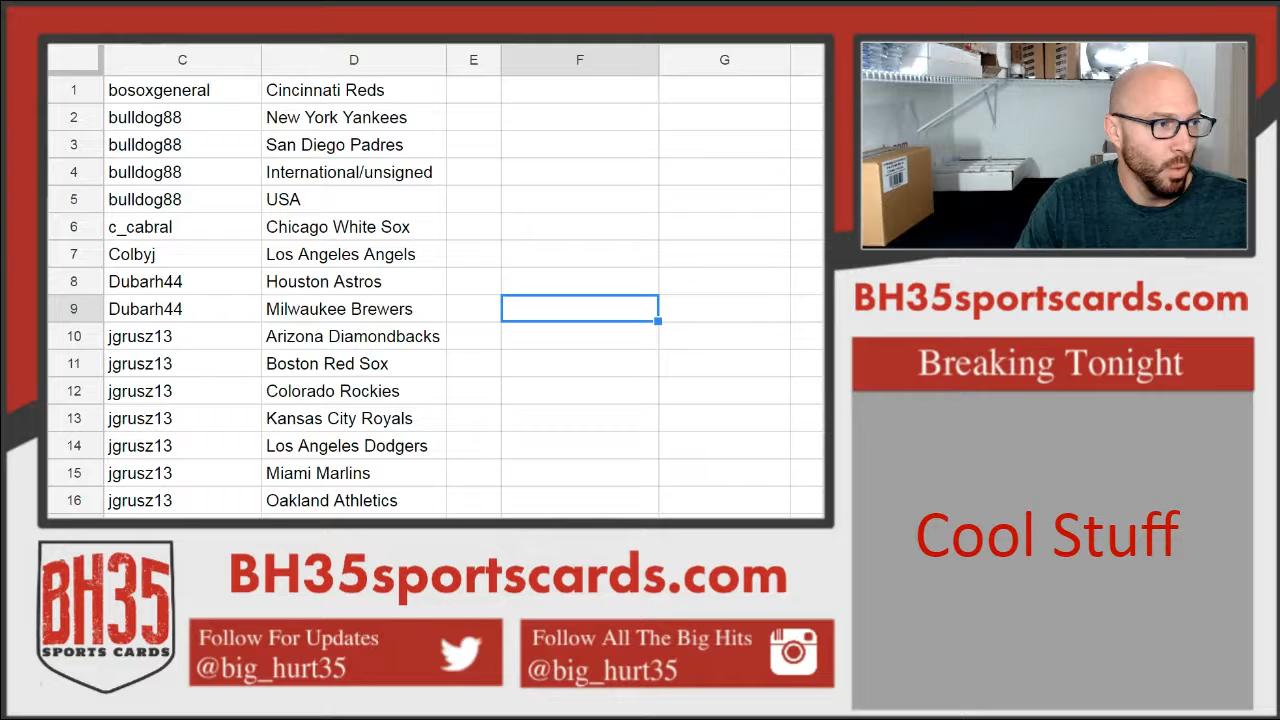 C D E F G
1 bosoxgeneral Cincinnati Reds
2 bulldog88 New York Yankees
3 bulldog88 San Diego Padres
4 bulldog88 International/unsigned
5 bulldog88 USA
6 c_cabral Chicago White Sox
7 Colbyj Los Angeles Angels
8 Dubarh44 Houston Astros
9 Dubarh44 Milwaukee Brewers
10 jgrusz13 Arizona Diamondbacks
11 jgrusz13 Boston Red Sox
12 jgrusz13 Colorado Rockies
13 jgrusz13 Kansas City Royals
14 jgrusz13 Los Angeles Dodgers
15 jgrusz13 Miami Marlins
16 jgrusz13 Oakland Athletics
BH35sportscards.com
Breaking Tonight
Cool Stuff
BH35
SPORTS CARDS
BH35sportscards.com
Follow For Updates
@big_hurt35
Follow All The Big Hits
@big_hurt35